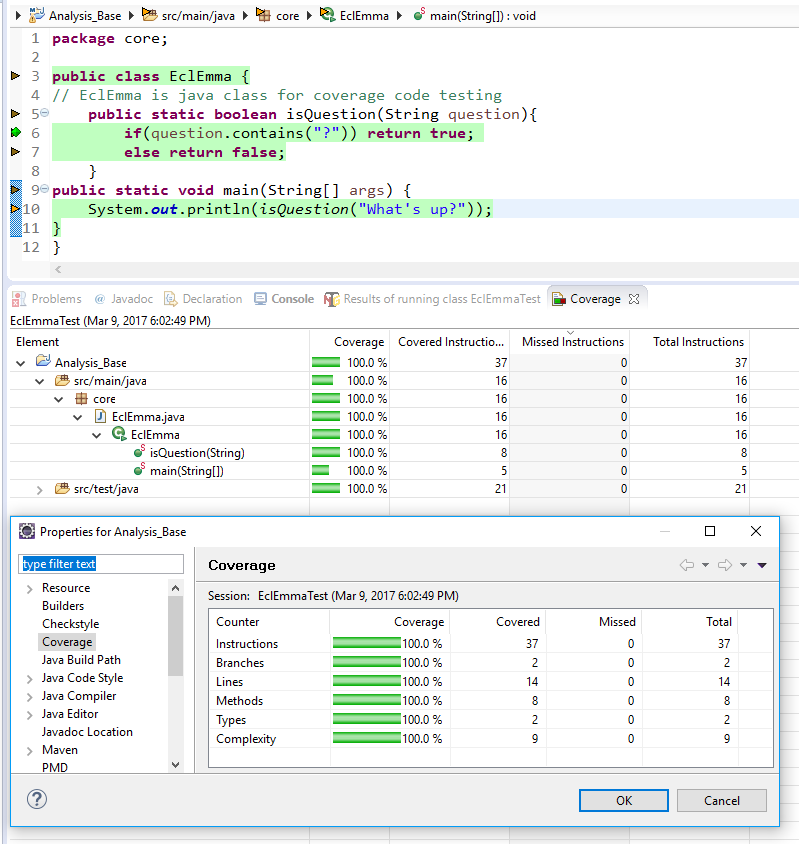 Analysis_Base src/main/java core EclEmma main(String[]) : void
1 package core;
2
3 public class EclEmma {
4 // EclEmma is java class for coverage code testing
5 public static boolean isQuestion(String question){
6 if(question.contains("?")) return true;
7 else return false;
8 }
9 public static void main(String[] args) {
10 System.out.println(isQuestion("What's up?"));
11 }
12 }
Problems @ Javadoc Declaration Console Results of running class EclEmmaTest Coverage
EclEmmaTest (Mar 9, 2017 6:02:49 PM)
Element Coverage Covered Instructio... Missed Instructions Total Instructions
Analysis_Base 100.0 % 37 0 37
src/main/java 100.0 % 16 0 16
core 100.0 % 16 0 16
EclEmma.java 100.0 % 16 0 16
EclEmma 100.0 % 16 0 16
isQuestion(String) 100.0 % 8 0 8
main(String[]) 100.0 % 5 0 5
src/test/java 100.0 % 21 0 21
Properties for Analysis_Base
type filter text
Resource
Builders
Checkstyle
Coverage
Java Build Path
Java Code Style
Java Compiler
Java Editor
Javadoc Location
Maven
PMD
Coverage
Session: EclEmmaTest (Mar 9, 2017 6:02:49 PM)
Counter Coverage Covered Missed Total
Instructions 100.0 % 37 0 37
Branches 100.0 % 2 0 2
Lines 100.0 % 14 0 14
Methods 100.0 % 8 0 8
Types 100.0 % 2 0 2
Complexity 100.0 % 9 0 9
? OK Cancel